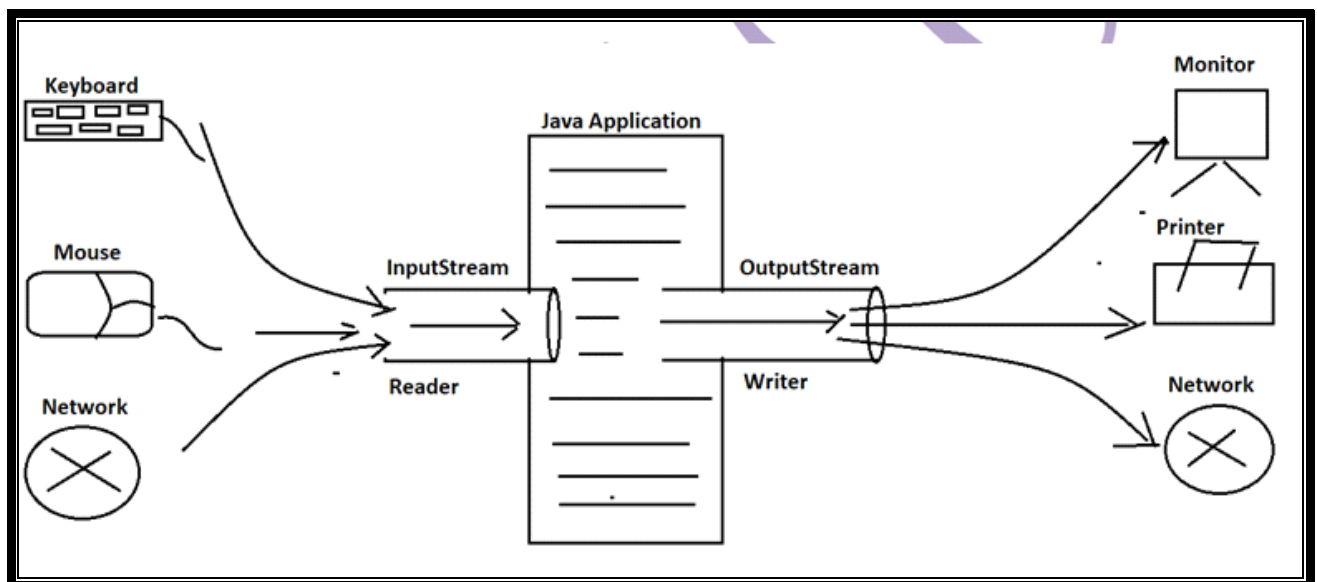 Keyboard
Mouse
Network
InputStream
Reader
Java Application
OutputStream
Writer
Monitor
Printer
Network